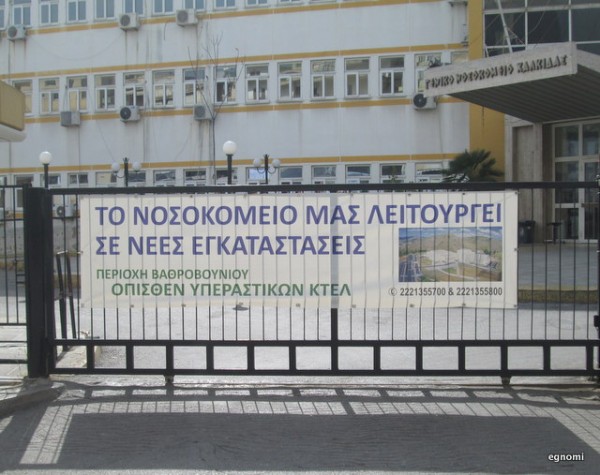 ΓΕΝΙΚΟ ΝΟΣΟΚΟΜΕΙΟ ΧΑΛΚΙΔΑΣ
ΤΟ ΝΟΣΟΚΟΜΕΙΟ ΜΑΣ ΛΕΙΤΟΥΡΓΕΙ
ΣΕ ΝΕΕΣ ΕΓΚΑΤΑΣΤΑΣΕΙΣ
ΠΕΡΙΟΧΗ ΒΑΘΡΟΒΟΥΝΙΟΥ
ΟΠΙΣΘΕΝ ΥΠΕΡΑΣΤΙΚΩΝ ΚΤΕΛ
✆ 2221355700 & 2221355800
egnomi